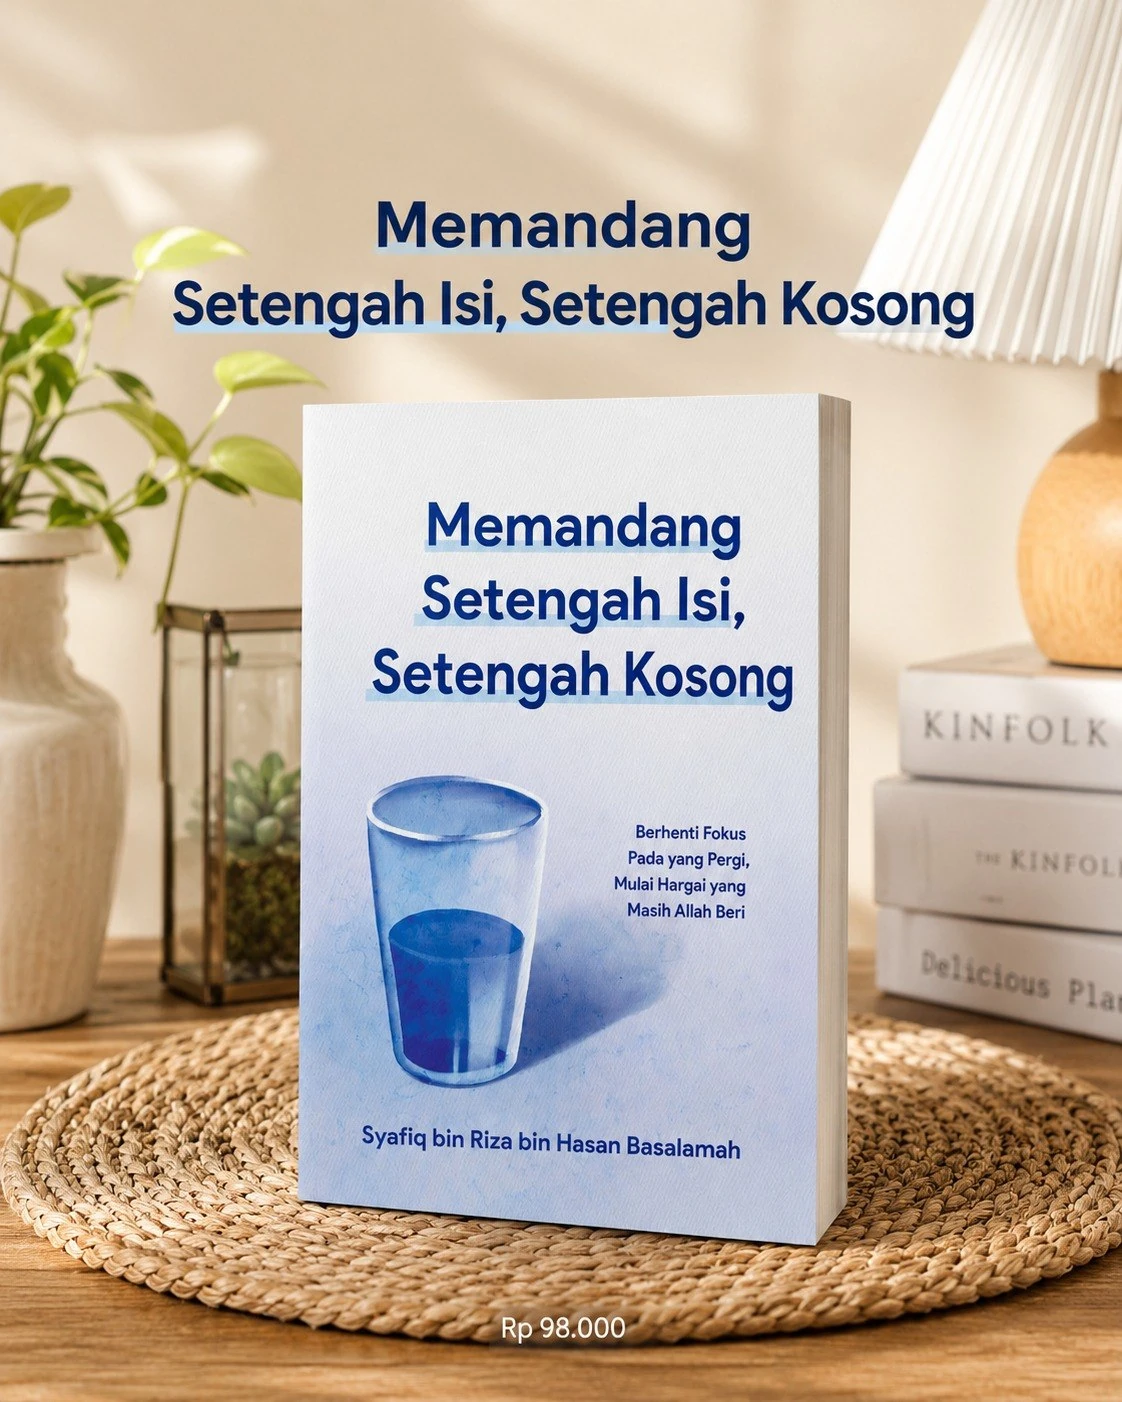 Memandang
Setengah Isi, Setengah Kosong
Memandang
Setengah Isi,
Setengah Kosong
Berhenti Fokus
Pada yang Pergi,
Mulai Hargai yang
Masih Allah Beri
Syafiq bin Riza bin Hasan Basalamah
KINFOLK
THE KINFOLK
Delicious Pla
Rp 98.000